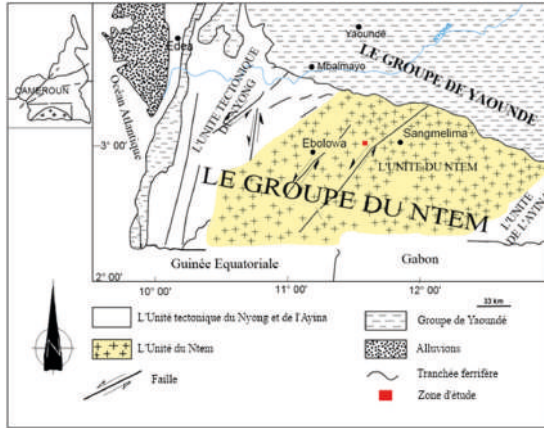 Yaoundé
Edéa
LE GROUPE DE YAOUNDE
Mbalmayo
CAMEROUN
Océan Atlantique
L'UNITE TECTONIQUE
DU NYONG
3° 00'
Ebolowa
Sangmelima
L'UNITE DU NTEM
LE GROUPE DU NTEM
L'UNITE
DE L'AYINA
Guinée Equatoriale
Gabon
2° 00'
10° 00'
11° 00'
12° 00'
33 km
L'Unité tectonique du Nyong et de l'Ayina
Groupe de Yaoundé
L'Unité du Ntem
Alluvions
Faille
Tranchée ferrifère
Zone d'étude
N